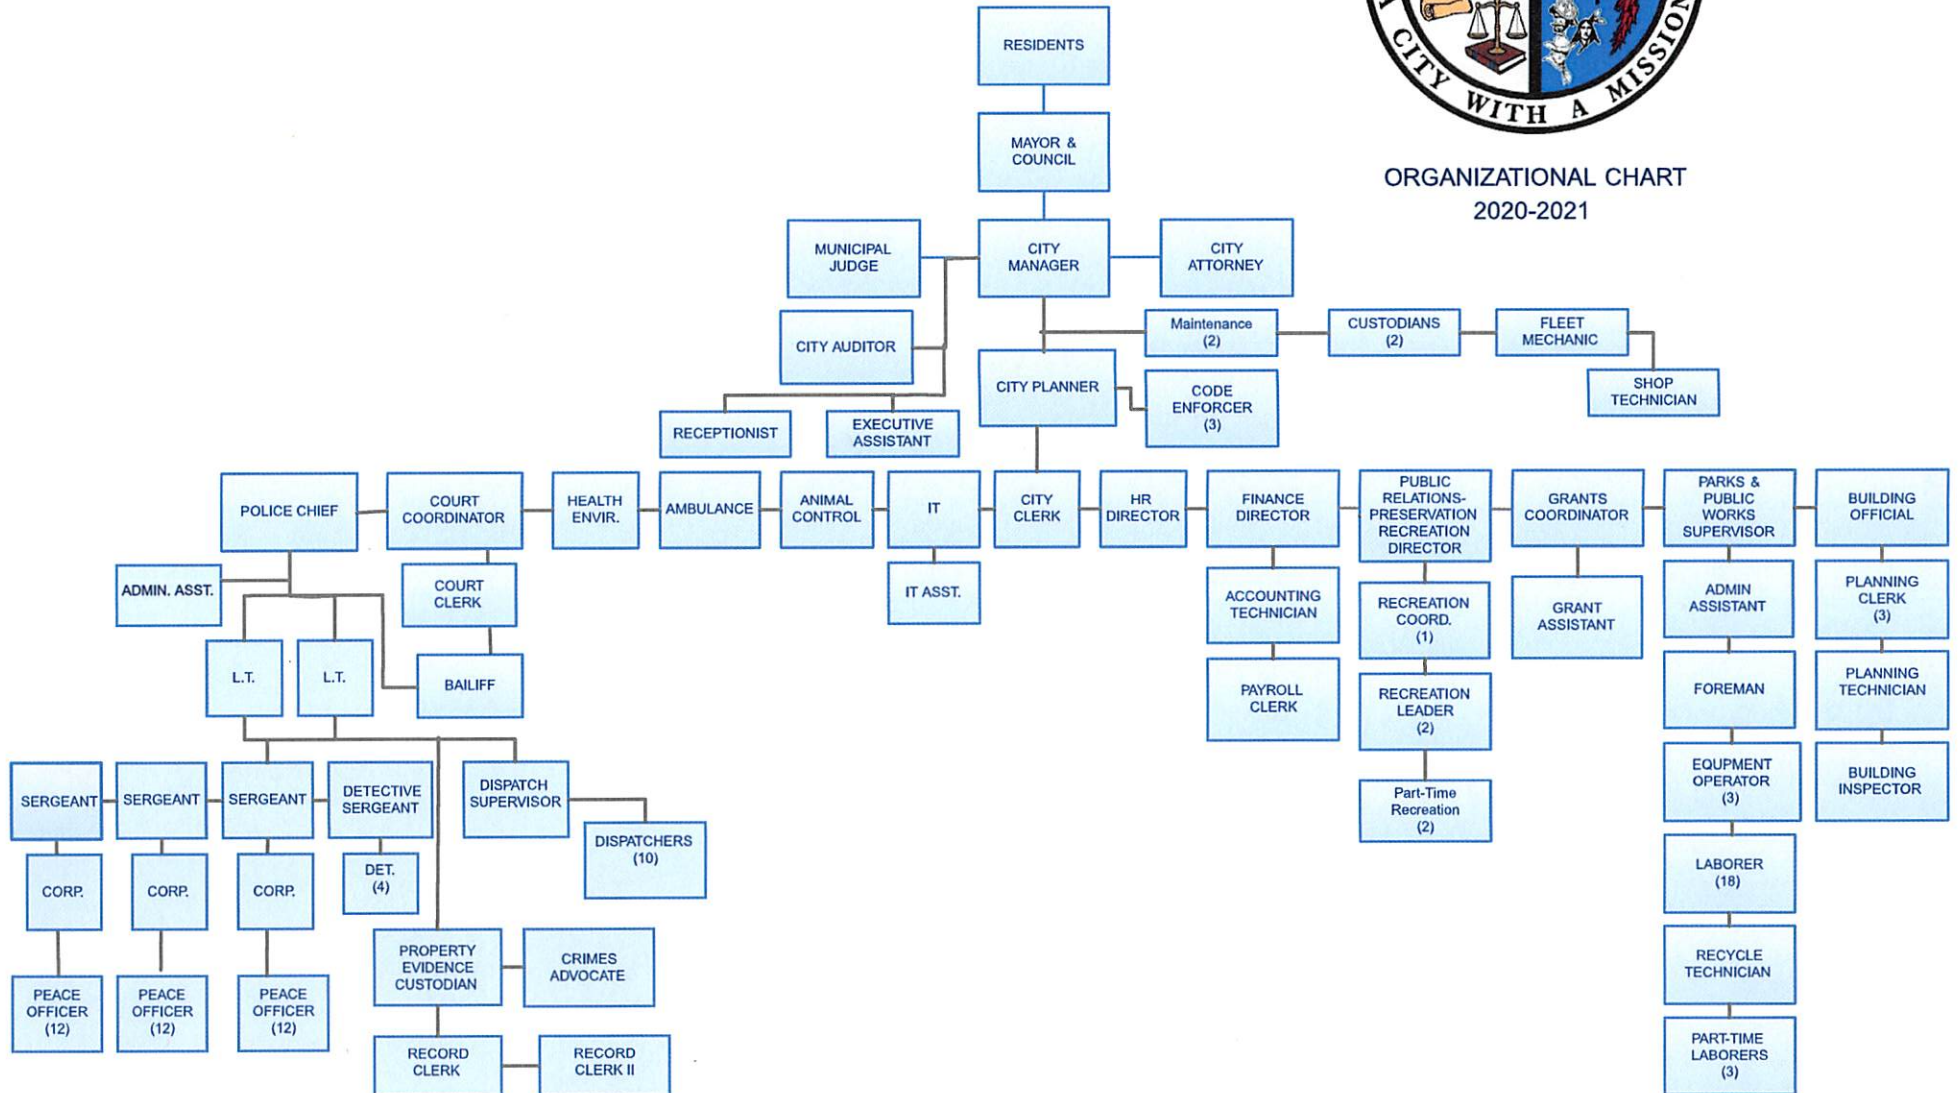 RESIDENTS
CITY WITH A MISSION
MAYOR &
COUNCIL
ORGANIZATIONAL CHART
2020-2021
MUNICIPAL
JUDGE
CITY
MANAGER
CITY
ATTORNEY
CITY AUDITOR
Maintenance
(2)
CUSTODIANS
(2)
FLEET
MECHANIC
SHOP
TECHNICIAN
CITY PLANNER
CODE
ENFORCER
(3)
RECEPTIONIST
EXECUTIVE
ASSISTANT
POLICE CHIEF
COURT
COORDINATOR
HEALTH
ENVIR.
AMBULANCE
ANIMAL
CONTROL
IT
CITY
CLERK
HR
DIRECTOR
FINANCE
DIRECTOR
PUBLIC
RELATIONS-
PRESERVATION
RECREATION
DIRECTOR
GRANTS
COORDINATOR
PARKS &
PUBLIC
WORKS
SUPERVISOR
BUILDING
OFFICIAL
ADMIN. ASST.
COURT
CLERK
IT ASST.
ACCOUNTING
TECHNICIAN
RECREATION
COORD.
(1)
GRANT
ASSISTANT
ADMIN
ASSISTANT
PLANNING
CLERK
(3)
L.T.
L.T.
BAILIFF
PAYROLL
CLERK
RECREATION
LEADER
(2)
FOREMAN
PLANNING
TECHNICIAN
SERGEANT
SERGEANT
SERGEANT
DETECTIVE
SERGEANT
DISPATCH
SUPERVISOR
DISPATCHERS
(10)
Part-Time
Recreation
(2)
EQUPMENT
OPERATOR
(3)
BUILDING
INSPECTOR
CORP.
CORP.
CORP.
DET.
(4)
LABORER
(18)
PROPERTY
EVIDENCE
CUSTODIAN
CRIMES
ADVOCATE
RECYCLE
TECHNICIAN
PEACE
OFFICER
(12)
PEACE
OFFICER
(12)
PEACE
OFFICER
(12)
RECORD
CLERK
RECORD
CLERK II
PART-TIME
LABORERS
(3)